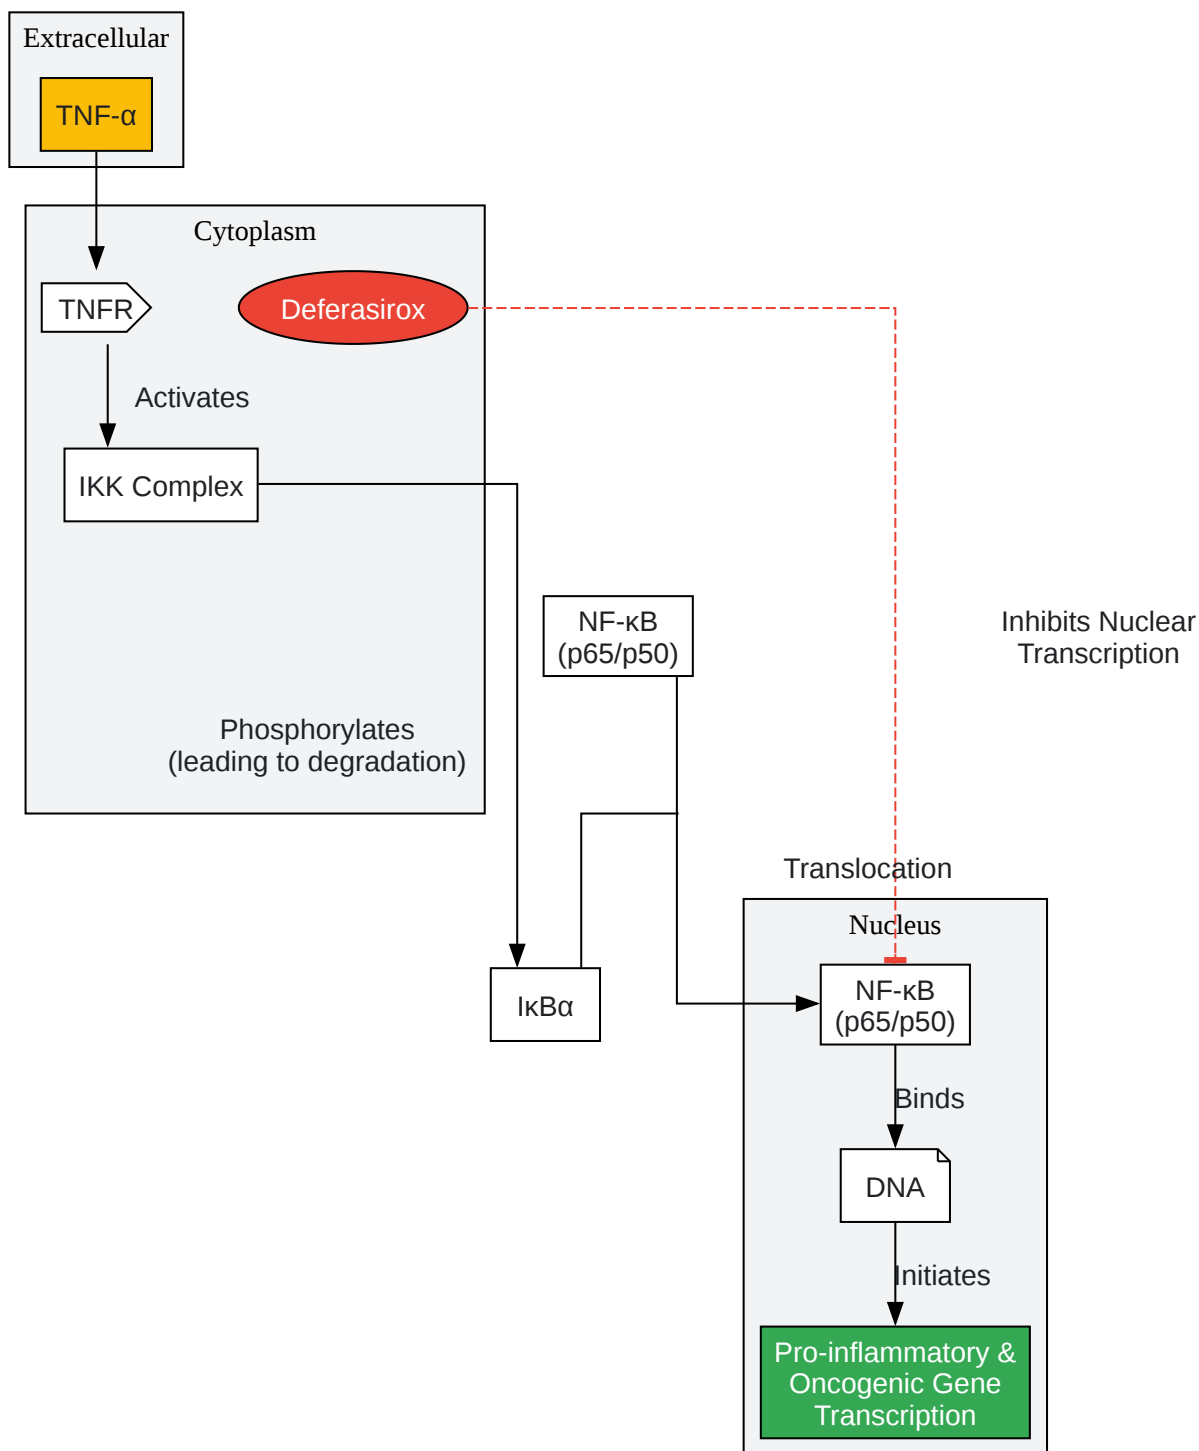 Extracellular
TNF-α
Cytoplasm
TNFR
Deferasirox
Activates
IKK Complex
NF-κB
(p65/p50)
Inhibits Nuclear
Transcription
Phosphorylates
(leading to degradation)
Translocation
Nucleus
IκBα
NF-κB
(p65/p50)
Binds
DNA
Initiates
Pro-inflammatory &
Oncogenic Gene
Transcription